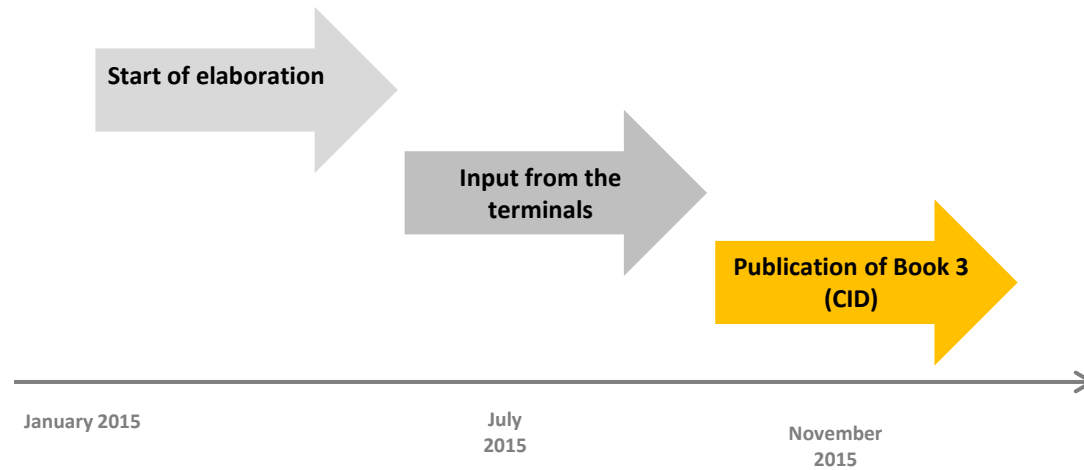 Start of elaboration
Input from the
terminals
Publication of Book 3
(CID)
January 2015
July
2015
November
2015